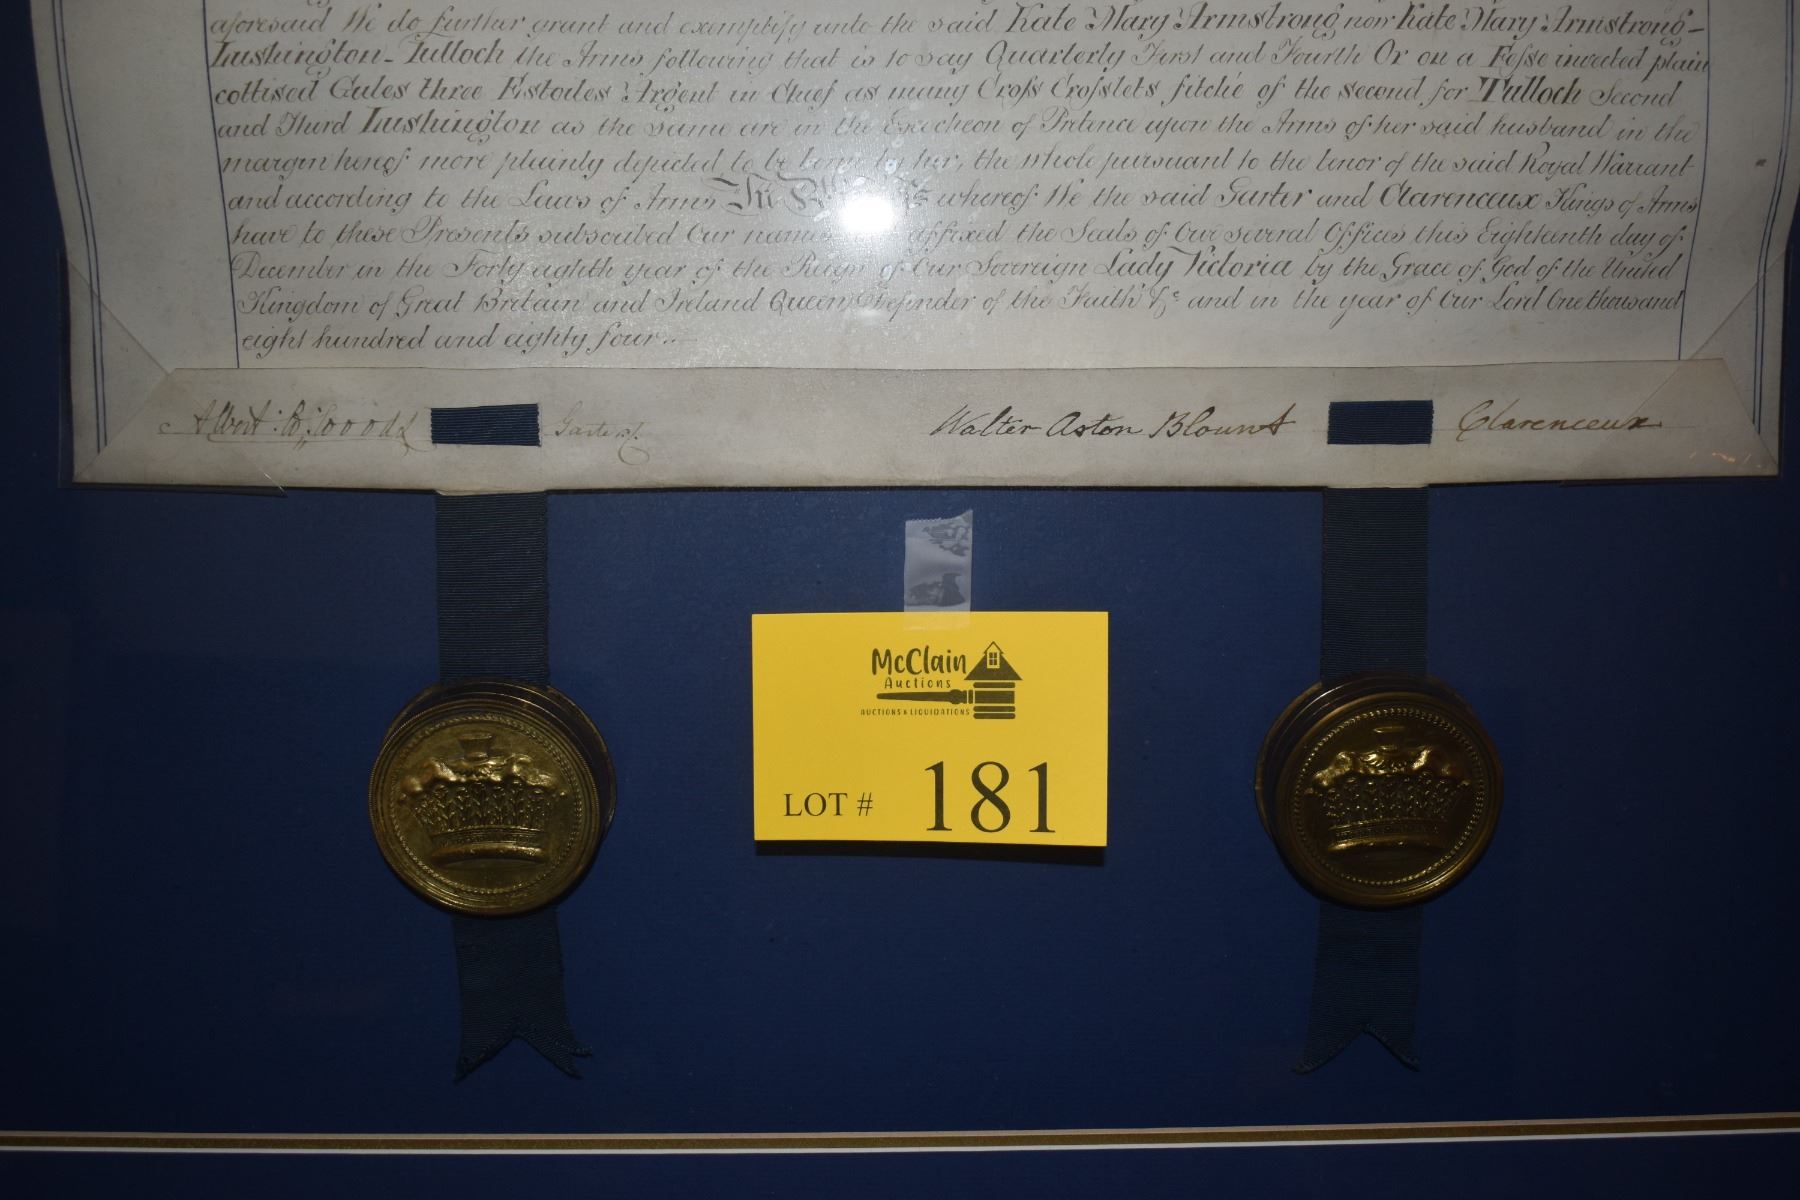 aforesaid We do further grant and exemplify unto the said Kate Mary Armstrong now Kate Mary Armstrong-
Lushington-Tulloch the Arms following that is to say Quarterly First and Fourth Or on a Fesse invected plain
cottised Gules three Estoiles Argent in Chief as many Cross Crosslets fitchè of the second for Tulloch Second
and Third Lushington as the same are in the Escocheon of Pretence upon the Arms of her said husband in the
margin hereof more plainly depicted to be borne by her, the whole pursuant to the tenor of the said Royal Warrant
and according to the Laws of Arms In whereof We the said Garter and Clarenceux Kings of Arms
have to these Presents subscribed Our names affixed the Seals of Our several Offices this Eighteenth day of
December in the Forty eighth year of the Reign of Our Sovereign Lady Victoria by the Grace of God of the United
Kingdom of Great Britain and Ireland Queen Defender of the Faith &c and in the year of Our Lord One thousand
eight hundred and eighty four..—
Albert W. Woods Garter Walter Aston Blount Clarenceux
McClain
Auctions
AUCTIONS & LIQUIDATIONS
LOT # 181